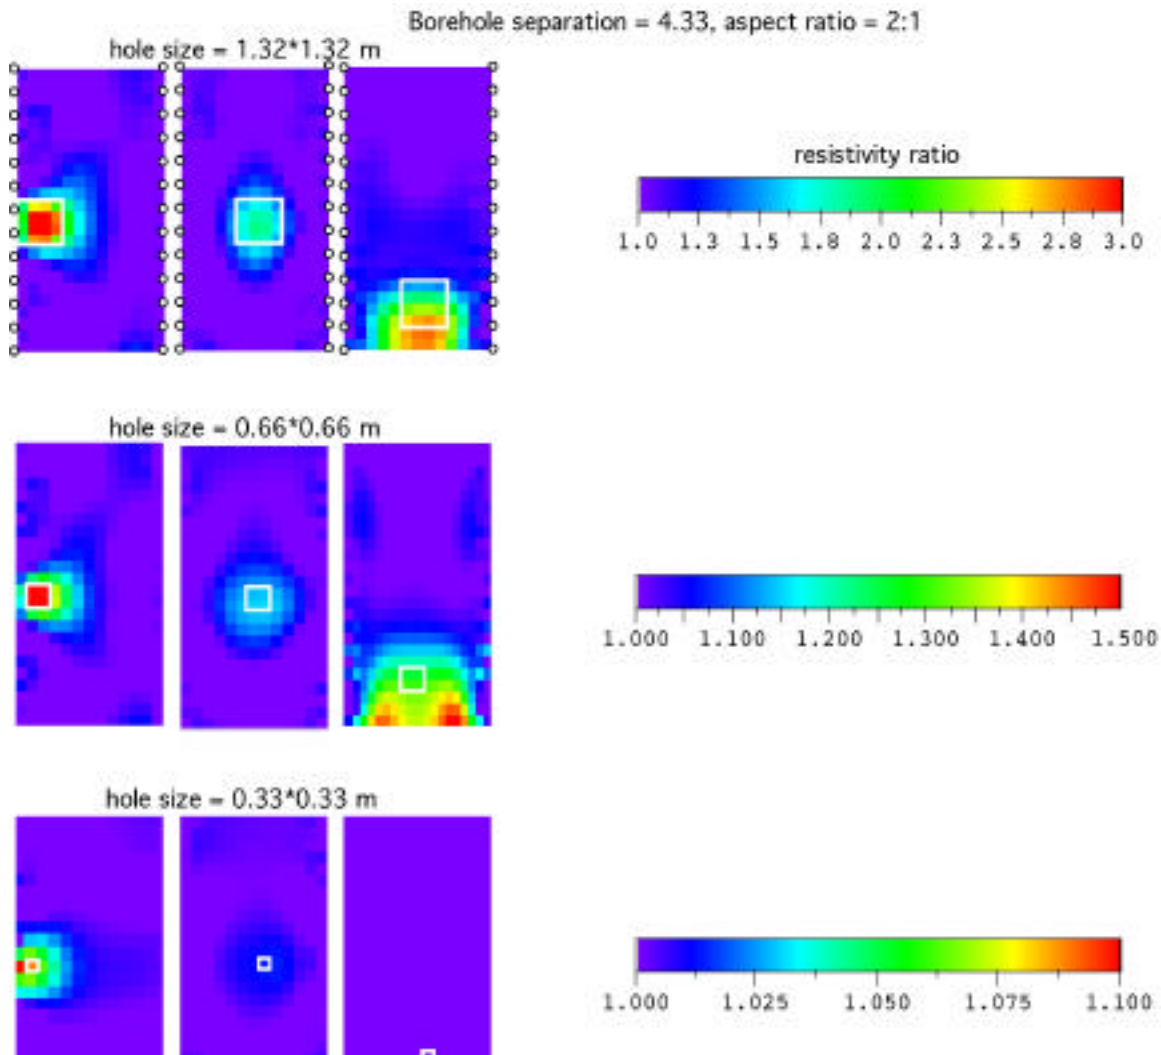 Borehole separation = 4.33, aspect ratio = 2:1
hole size = 1.32*1.32 m
resistivity ratio
1.0 1.3 1.5 1.8 2.0 2.3 2.5 2.8 3.0
hole size = 0.66*0.66 m
1.000 1.100 1.200 1.300 1.400 1.500
hole size = 0.33*0.33 m
1.000 1.025 1.050 1.075 1.100